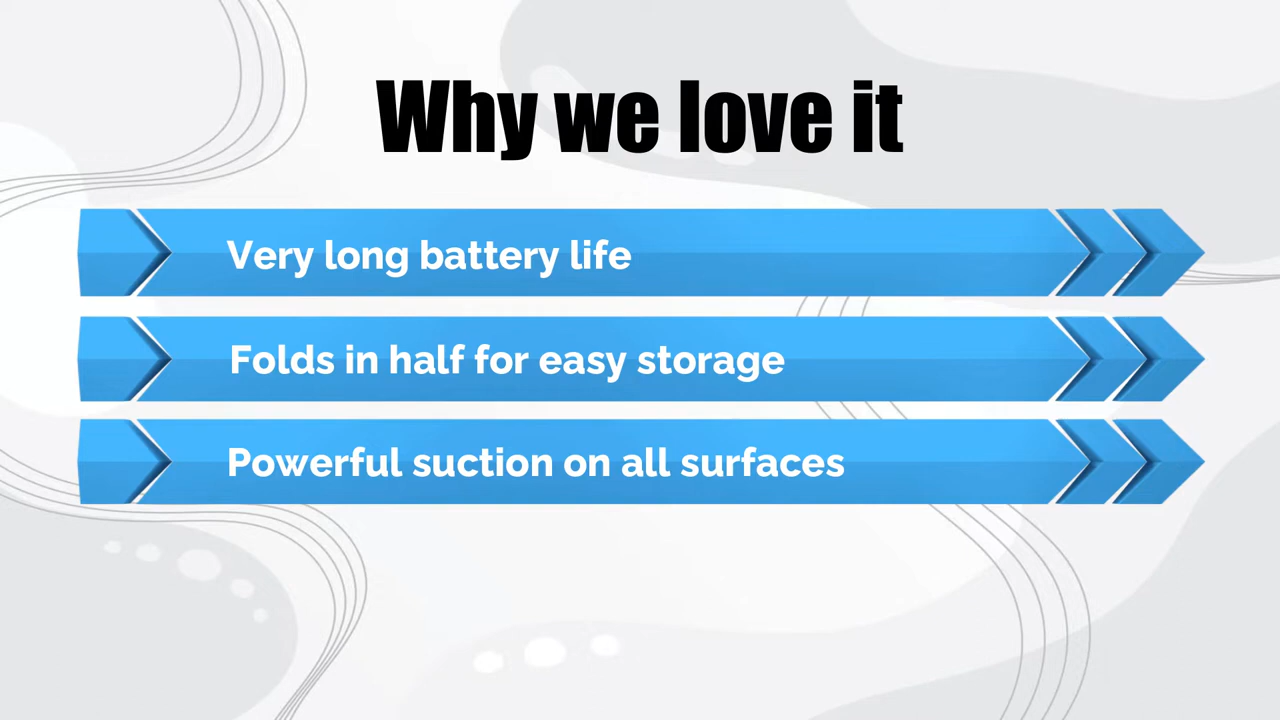 Why we love it
Very long battery life
Folds in half for easy storage
Powerful suction on all surfaces